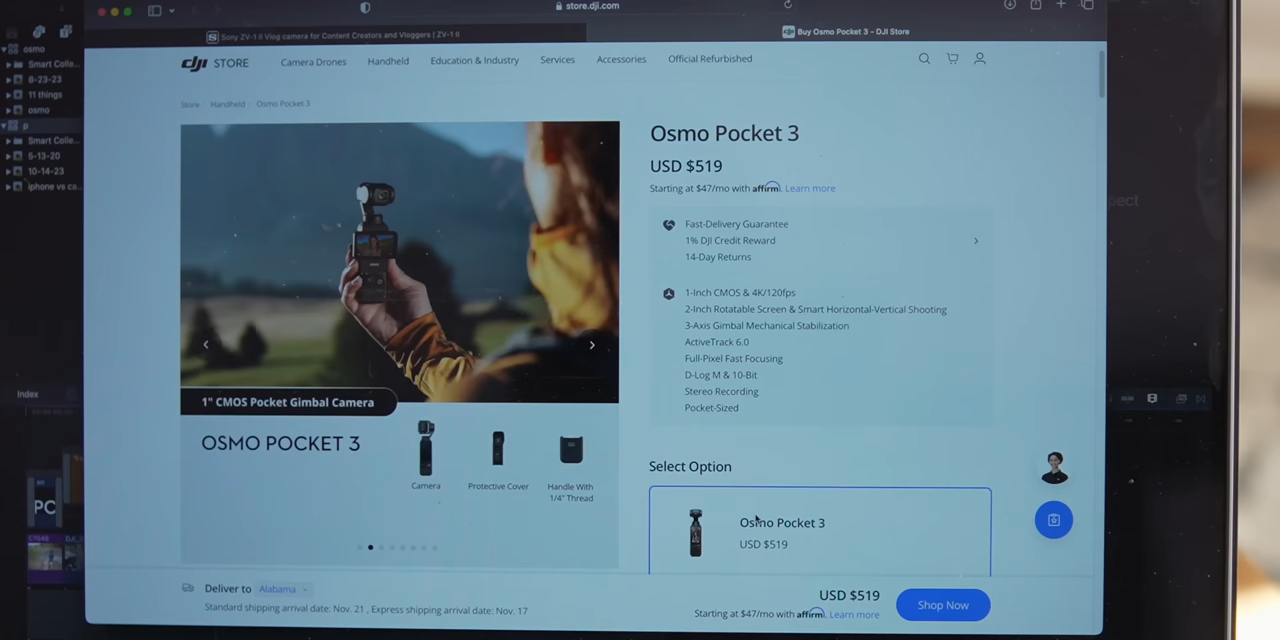 store.dji.com
Sony ZV-1 II Vlog camera for Content Creators and Vloggers | ZV-1 II
Buy Osmo Pocket 3 - DJI Store
osmo
Smart Colle...
8-23-23
11 things
osmo
p
Smart Colle...
5-13-20
10-14-23
iphone vs ca...
Index
PC
C7048
DJI_0
pect
dji STORE
Camera Drones
Handheld
Education & Industry
Services
Accessories
Official Refurbished
Store
Handheld
Osmo Pocket 3
1" CMOS Pocket Gimbal Camera
OSMO POCKET 3
Camera
Protective Cover
Handle With
1/4" Thread
Osmo Pocket 3
USD $519
Starting at $47/mo with affirm. Learn more
Fast-Delivery Guarantee
1% DJI Credit Reward
14-Day Returns
1-Inch CMOS & 4K/120fps
2-Inch Rotatable Screen & Smart Horizontal-Vertical Shooting
3-Axis Gimbal Mechanical Stabilization
ActiveTrack 6.0
Full-Pixel Fast Focusing
D-Log M & 10-Bit
Stereo Recording
Pocket-Sized
Select Option
Osmo Pocket 3
USD $519
Deliver to Alabama
Standard shipping arrival date: Nov. 21 , Express shipping arrival date: Nov. 17
USD $519
Starting at $47/mo with affirm. Learn more
Shop Now